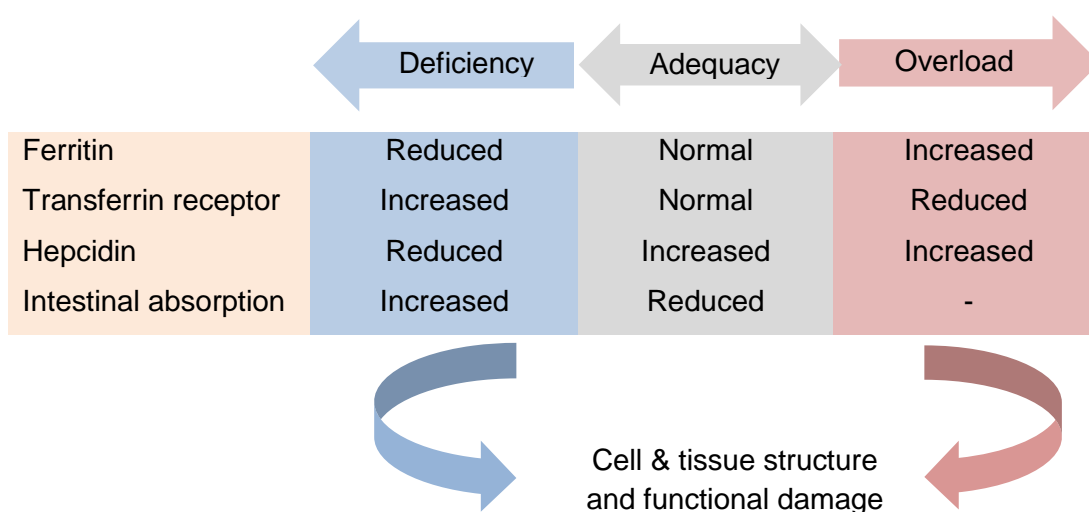 Deficiency Adequacy Overload
Ferritin Reduced Normal Increased
Transferrin receptor Increased Normal Reduced
Hepcidin Reduced Increased Increased
Intestinal absorption Increased Reduced -
Cell & tissue structure
and functional damage